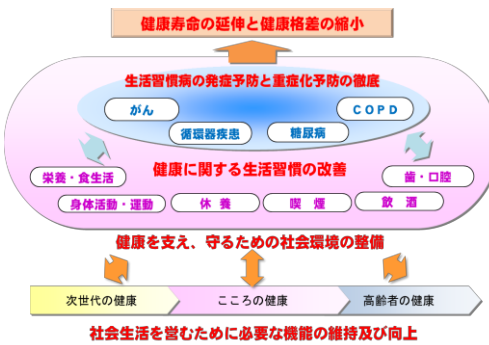 健康寿命の延伸と健康格差の縮小
生活習慣病の発症予防と重症化予防の徹底
がん
COPD
循環器疾患
糖尿病
健康に関する生活習慣の改善
栄養・食生活
歯・口腔
身体活動・運動
休 養
喫 煙
飲 酒
健康を支え、守るための社会環境の整備
次世代の健康
こころの健康
高齢者の健康
社会生活を営むために必要な機能の維持及び向上